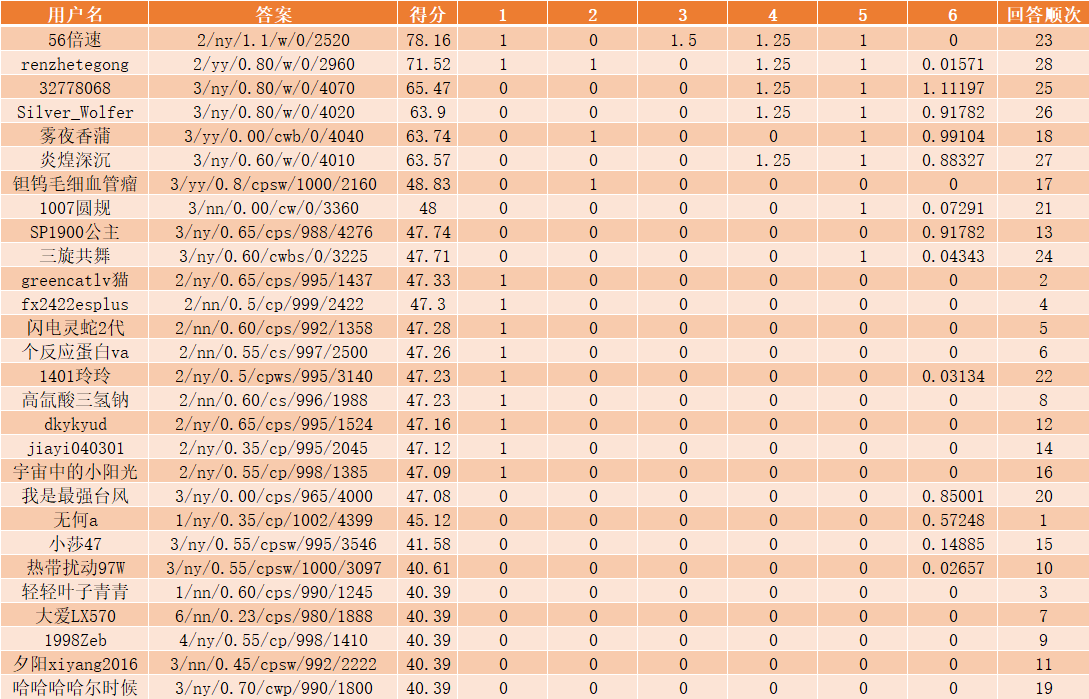 用户名 答案 得分 1 2 3 4 5 6 回答顺次
56倍速 2/ny/1.1/w/0/2520 78.16 1 0 1.5 1.25 1 0 23
renzhetegong 2/yy/0.80/w/0/2960 71.52 1 1 0 1.25 1 0.01571 28
32778068 3/ny/0.80/w/0/4070 65.47 0 0 0 1.25 1 1.11197 25
Silver_Wolfer 3/ny/0.80/w/0/4020 63.9 0 0 0 1.25 1 0.91782 26
雾夜香蒲 3/yy/0.00/cwb/0/4040 63.74 0 1 0 0 1 0.99104 18
炎煌深沉 3/ny/0.60/w/0/4010 63.57 0 0 0 1.25 1 0.88327 27
钽钨毛细血管瘤 3/yy/0.8/cpsw/1000/2160 48.83 0 1 0 0 0 0 17
1007圆规 3/nn/0.00/cw/0/3360 48 0 0 0 0 1 0.07291 21
SP1900公主 3/ny/0.65/cps/988/4276 47.74 0 0 0 0 0 0.91782 13
三旋共舞 3/ny/0.60/cwbs/0/3225 47.71 0 0 0 0 1 0.04343 24
greencatlv猫 2/ny/0.65/cps/995/1437 47.33 1 0 0 0 0 0 2
fx2422esplus 2/nn/0.5/cp/999/2422 47.3 1 0 0 0 0 0 4
闪电灵蛇2代 2/nn/0.60/cps/992/1358 47.28 1 0 0 0 0 0 5
个反应蛋白va 2/nn/0.55/cs/997/2500 47.26 1 0 0 0 0 0 6
1401玲玲 2/ny/0.5/cpws/995/3140 47.23 1 0 0 0 0 0.03134 22
高氙酸三氢钠 2/nn/0.60/cs/996/1988 47.23 1 0 0 0 0 0 8
dkykyud 2/ny/0.65/cps/995/1524 47.16 1 0 0 0 0 0 12
jiayi040301 2/ny/0.35/cp/995/2045 47.12 1 0 0 0 0 0 14
宇宙中的小阳光 2/ny/0.55/cp/998/1385 47.09 1 0 0 0 0 0 16
我是最强台风 3/ny/0.00/cps/965/4000 47.08 0 0 0 0 0 0.85001 20
无何a 1/ny/0.35/cp/1002/4399 45.12 0 0 0 0 0 0.57248 1
小莎47 3/ny/0.55/cpsw/995/3546 41.58 0 0 0 0 0 0.14885 15
热带扰动97W 3/ny/0.55/cpsw/1000/3097 40.61 0 0 0 0 0 0.02657 10
轻轻叶子青青 1/nn/0.60/cps/990/1245 40.39 0 0 0 0 0 0 3
大爱LX570 6/nn/0.23/cps/980/1888 40.39 0 0 0 0 0 0 7
1998Zeb 4/ny/0.55/cp/998/1410 40.39 0 0 0 0 0 0 9
夕阳xiyang2016 3/nn/0.45/cpsw/992/2222 40.39 0 0 0 0 0 0 11
哈哈哈哈尔时候 3/ny/0.70/cwp/990/1800 40.39 0 0 0 0 0 0 19